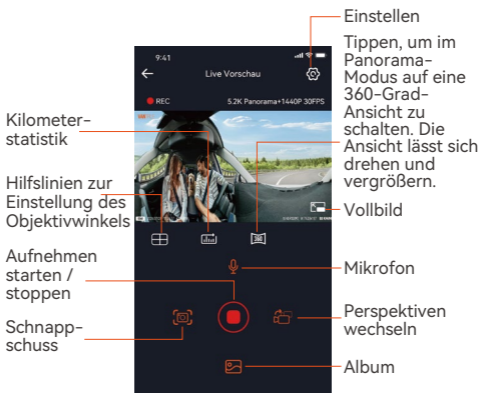 Einstellen
Tippen, um im
Panorama-
Modus auf eine
360-Grad-
Ansicht zu
schalten. Die
Ansicht lässt sich
drehen und
vergrößern.
9:41
Live Vorschau
REC
5.2K Panorama+1440P 30FPS
Kilometer-
statistik
Hilfslinien zur
Einstellung des
Objektivwinkels
Vollbild
Aufnehmen
starten /
stoppen
Mikrofon
Schnapp-
schuss
Perspektiven
wechseln
Album